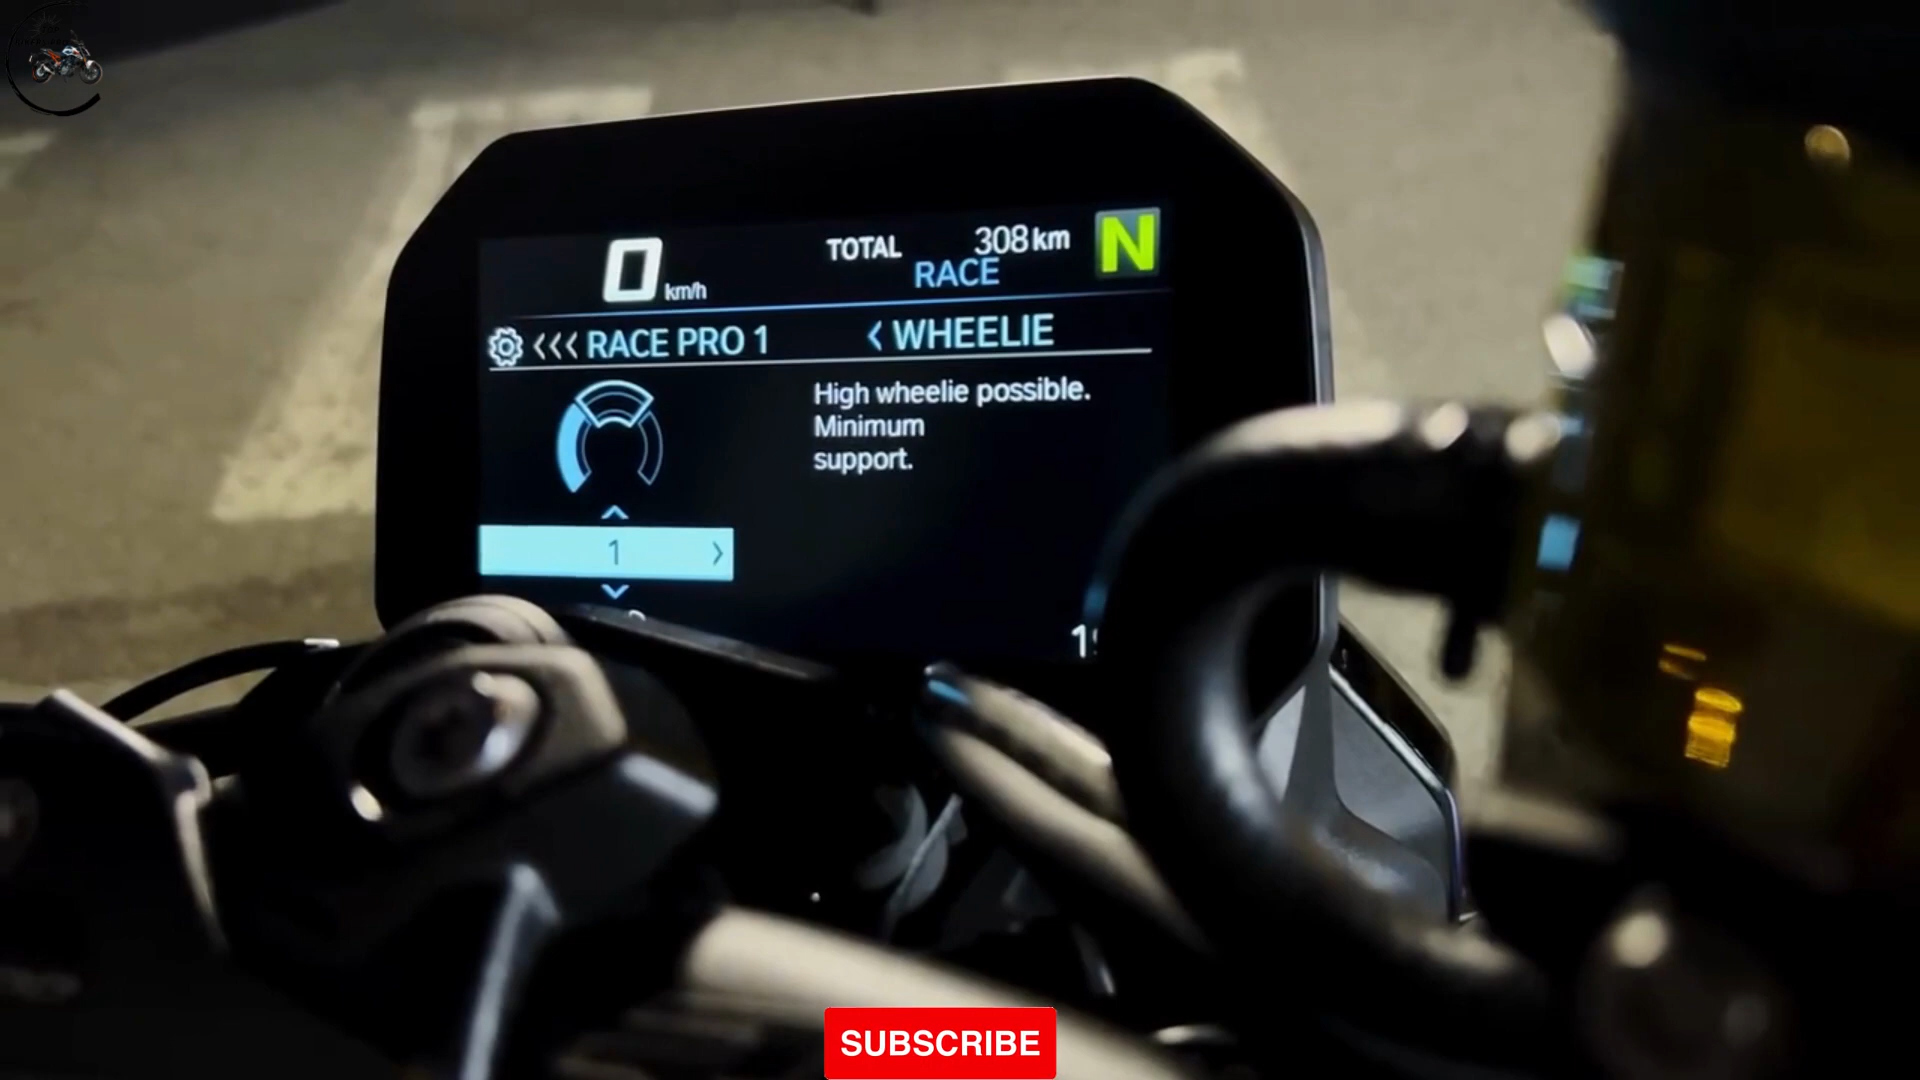 0 km/h
TOTAL 308 km
RACE
N
<<< RACE PRO 1
< WHEELIE
High wheelie possible.
Minimum
support.
1 >
SUBSCRIBE